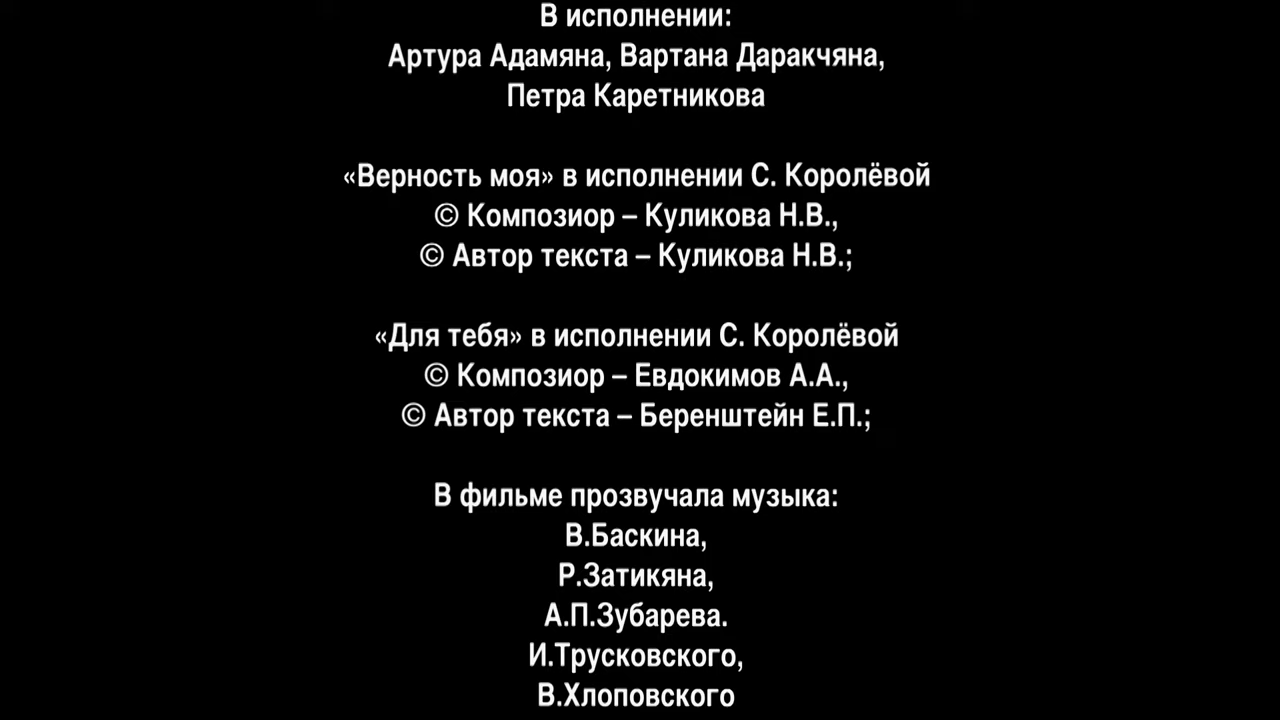 В исполнении:
Артура Адамяна, Вартана Даракчяна,
Петра Каретникова
«Верность моя» в исполнении С. Королёвой
© Композиор – Куликова Н.В.,
© Автор текста – Куликова Н.В.;
«Для тебя» в исполнении С. Королёвой
© Композиор – Евдокимов А.А.,
© Автор текста – Беренштейн Е.П.;
В фильме прозвучала музыка:
В.Баскина,
Р.Затикяна,
А.П.Зубарева.
И.Трусковского,
В.Хлоповского